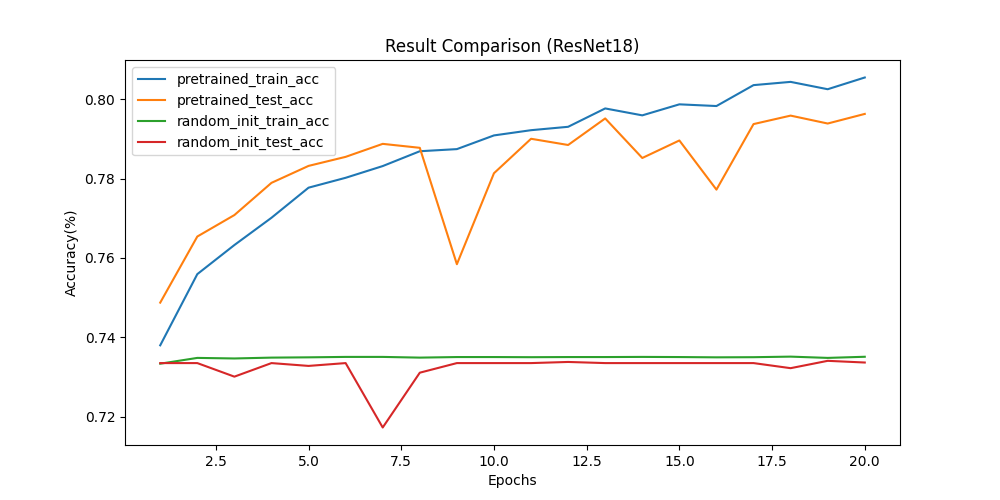 Result Comparison (ResNet18)
pretrained_train_acc
pretrained_test_acc
random_init_train_acc
random_init_test_acc
Accuracy(%)
0.80
0.78
0.76
0.74
0.72
2.5 5.0 7.5 10.0 12.5 15.0 17.5 20.0
Epochs